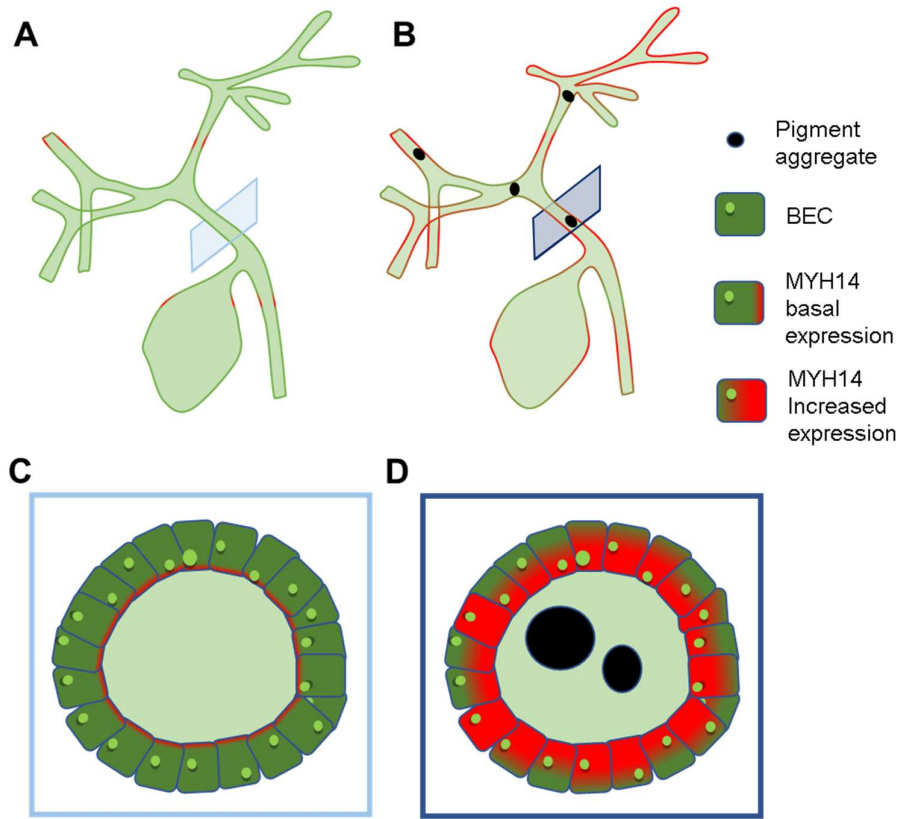 A
B
Pigment
aggregate
BEC
MYH14
basal
expression
MYH14
Increased
expression
C
D